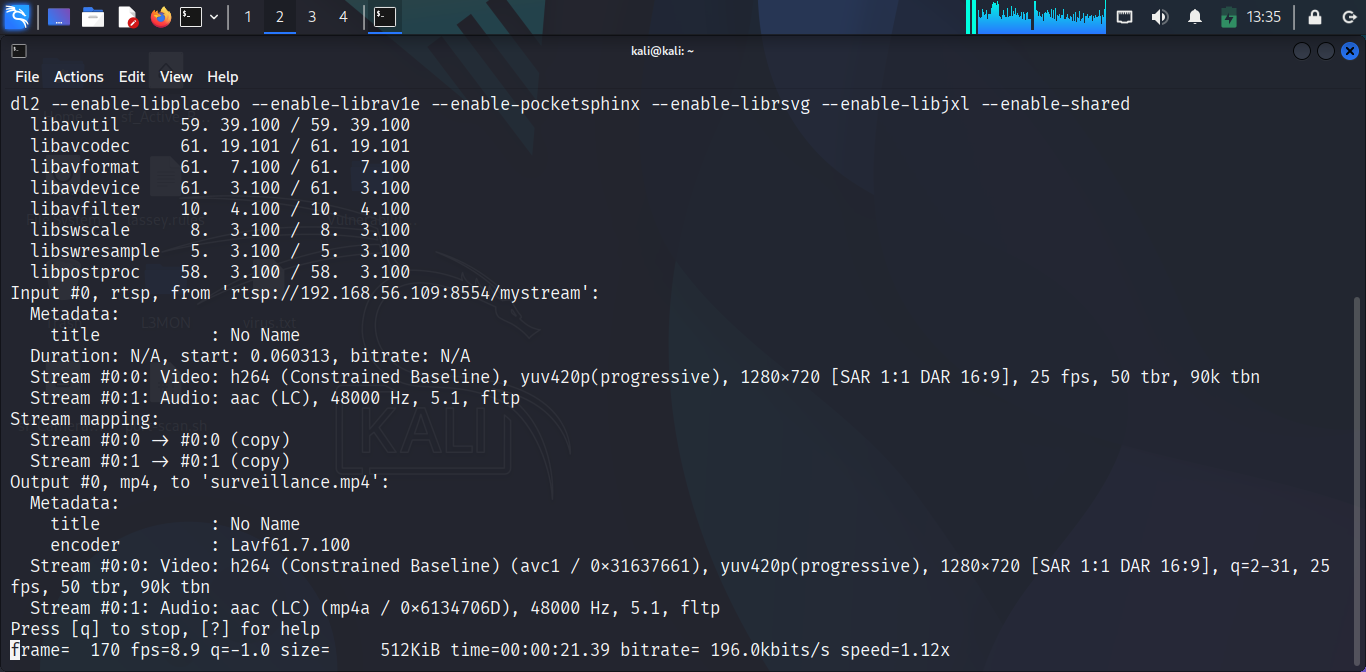 1 2 3 4 13:35
kali@kali: ~
File Actions Edit View Help
dl2 --enable-libplacebo --enable-librav1e --enable-pocketsphinx --enable-librsvg --enable-libjxl --enable-shared
libavutil 59. 39.100 / 59. 39.100
libavcodec 61. 19.101 / 61. 19.101
libavformat 61. 7.100 / 61. 7.100
libavdevice 61. 3.100 / 61. 3.100
libavfilter 10. 4.100 / 10. 4.100
libswscale 8. 3.100 / 8. 3.100
libswresample 5. 3.100 / 5. 3.100
libpostproc 58. 3.100 / 58. 3.100
Input #0, rtsp, from 'rtsp://192.168.56.109:8554/mystream':
Metadata:
title : No Name
L3MON
Duration: N/A, start: 0.060313, bitrate: N/A
Stream #0:0: Video: h264 (Constrained Baseline), yuv420p(progressive), 1280×720 [SAR 1:1 DAR 16:9], 25 fps, 50 tbr, 90k tbn
Stream #0:1: Audio: aac (LC), 48000 Hz, 5.1, fltp
Stream mapping:
Stream #0:0 → #0:0 (copy)
KALI
Stream #0:1 → #0:1 (copy)
Output #0, mp4, to 'surveillance.mp4':
Metadata:
title : No Name
encoder : Lavf61.7.100
Stream #0:0: Video: h264 (Constrained Baseline) (avc1 / 0×31637661), yuv420p(progressive), 1280×720 [SAR 1:1 DAR 16:9], q=2-31, 25
fps, 50 tbr, 90k tbn
Stream #0:1: Audio: aac (LC) (mp4a / 0×6134706D), 48000 Hz, 5.1, fltp
Press [q] to stop, [?] for help
frame= 170 fps=8.9 q=-1.0 size= 512KiB time=00:00:21.39 bitrate= 196.0kbits/s speed=1.12x